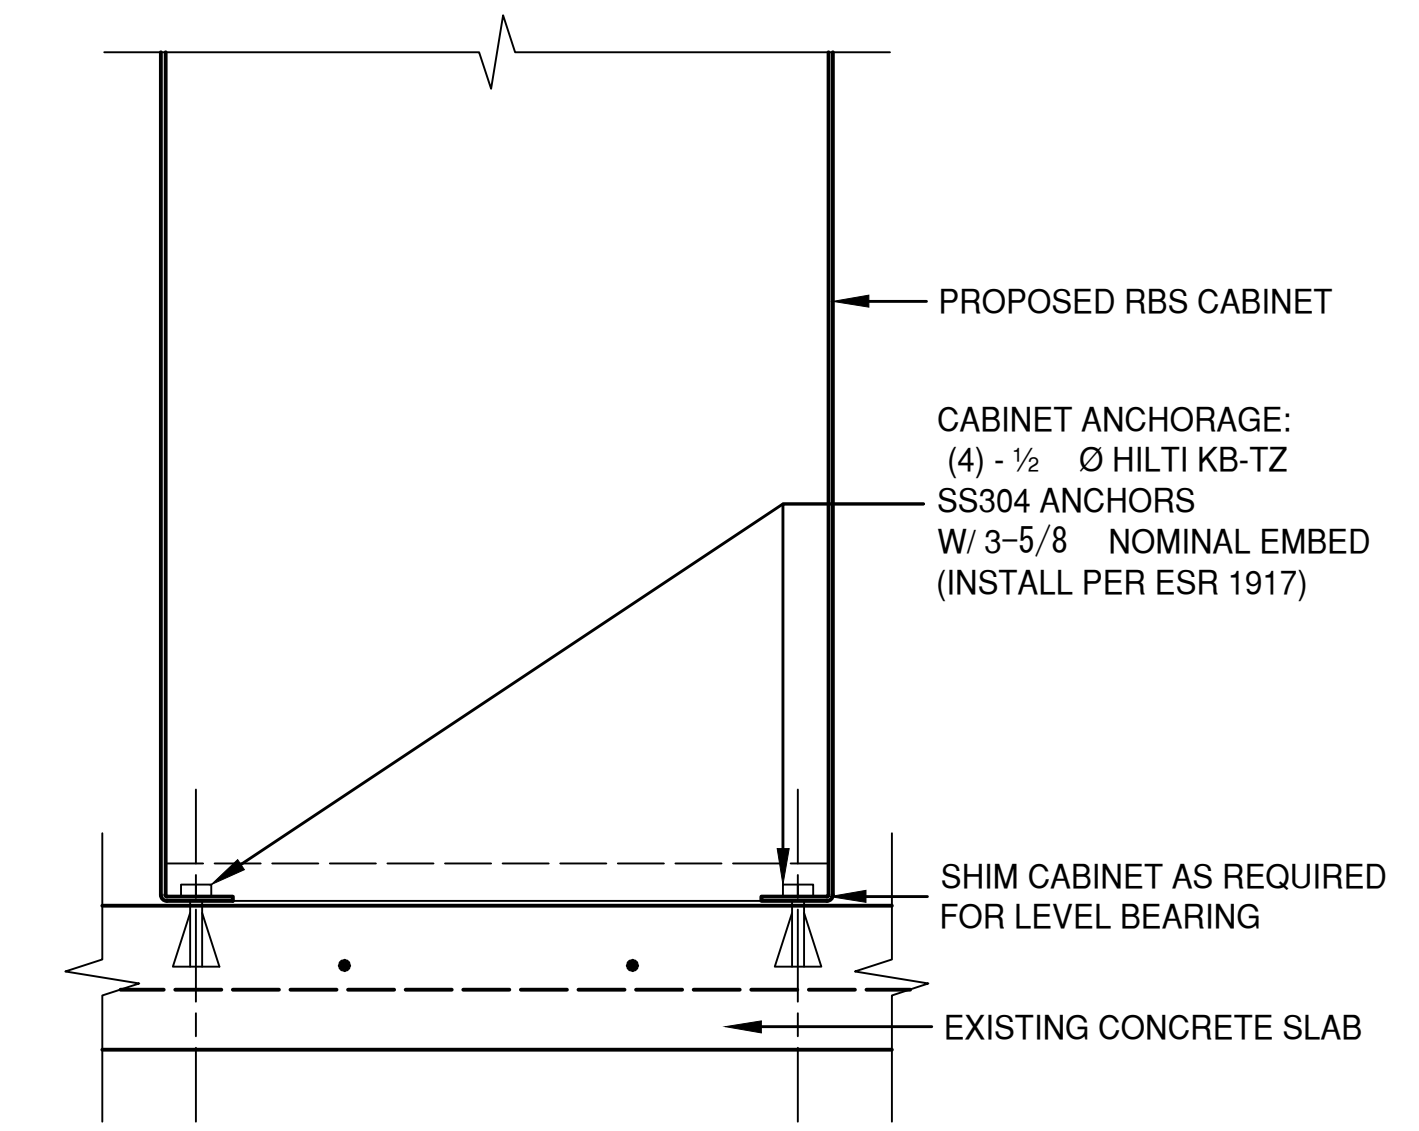 PROPOSED RBS CABINET
CABINET ANCHORAGE:
(4) - ½ Ø HILTI KB-TZ
SS304 ANCHORS
W/ 3-5/8 NOMINAL EMBED
(INSTALL PER ESR 1917)
SHIM CABINET AS REQUIRED
FOR LEVEL BEARING
EXISTING CONCRETE SLAB